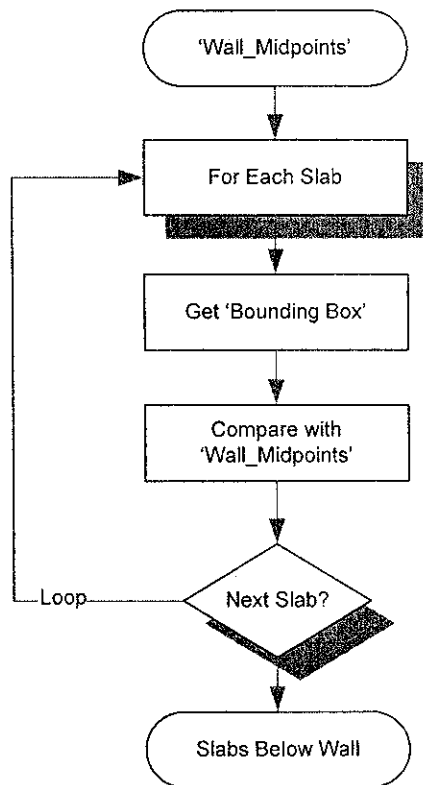 'Wall_Midpoints'
For Each Slab
Get 'Bounding Box'
Compare with
'Wall_Midpoints'
Loop
Next Slab?
Slabs Below Wall